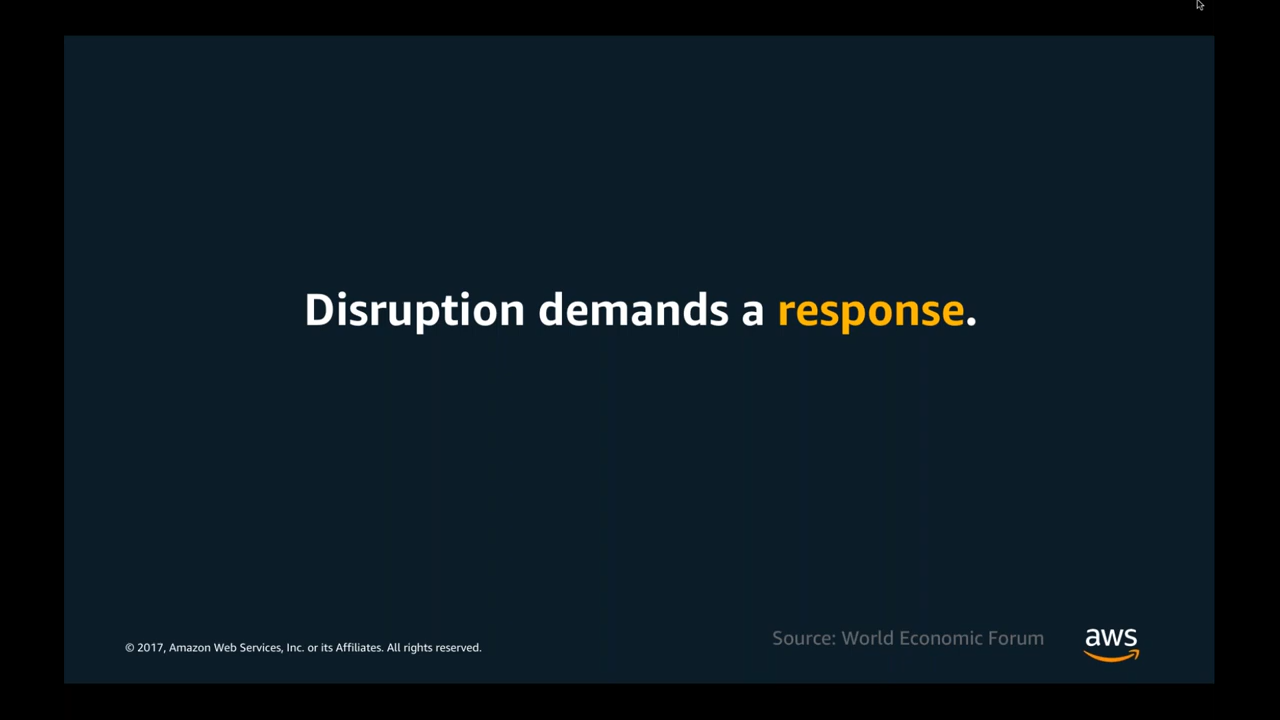 Disruption demands a response.
Source: World Economic Forum
aws
© 2017, Amazon Web Services, Inc. or its Affiliates. All rights reserved.